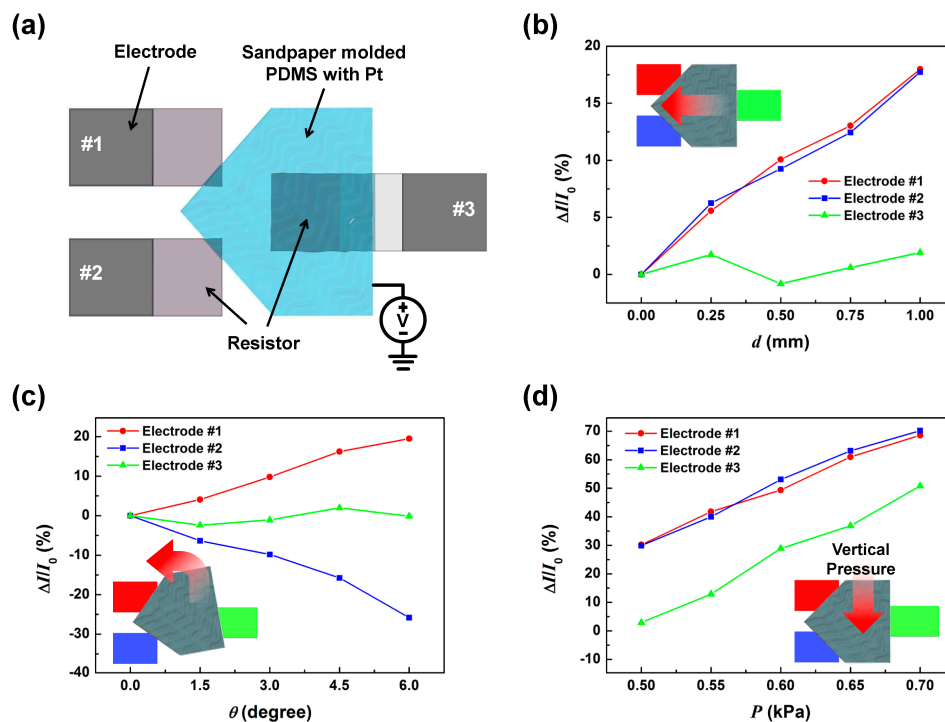 (a)
Electrode
Sandpaper molded
PDMS with Pt
#1
#2
#3
Resistor
+
V
−
(b)
20
15
10
5
0
ΔI/I0 (%)
Electrode #1
Electrode #2
Electrode #3
0.00 0.25 0.50 0.75 1.00
d (mm)
(c)
20
10
0
-10
-20
-30
-40
ΔI/I0 (%)
Electrode #1
Electrode #2
Electrode #3
0.0 1.5 3.0 4.5 6.0
θ (degree)
(d)
70
60
50
40
30
20
10
0
-10
ΔI/I0 (%)
Electrode #1
Electrode #2
Electrode #3
Vertical
Pressure
0.50 0.55 0.60 0.65 0.70
P (kPa)